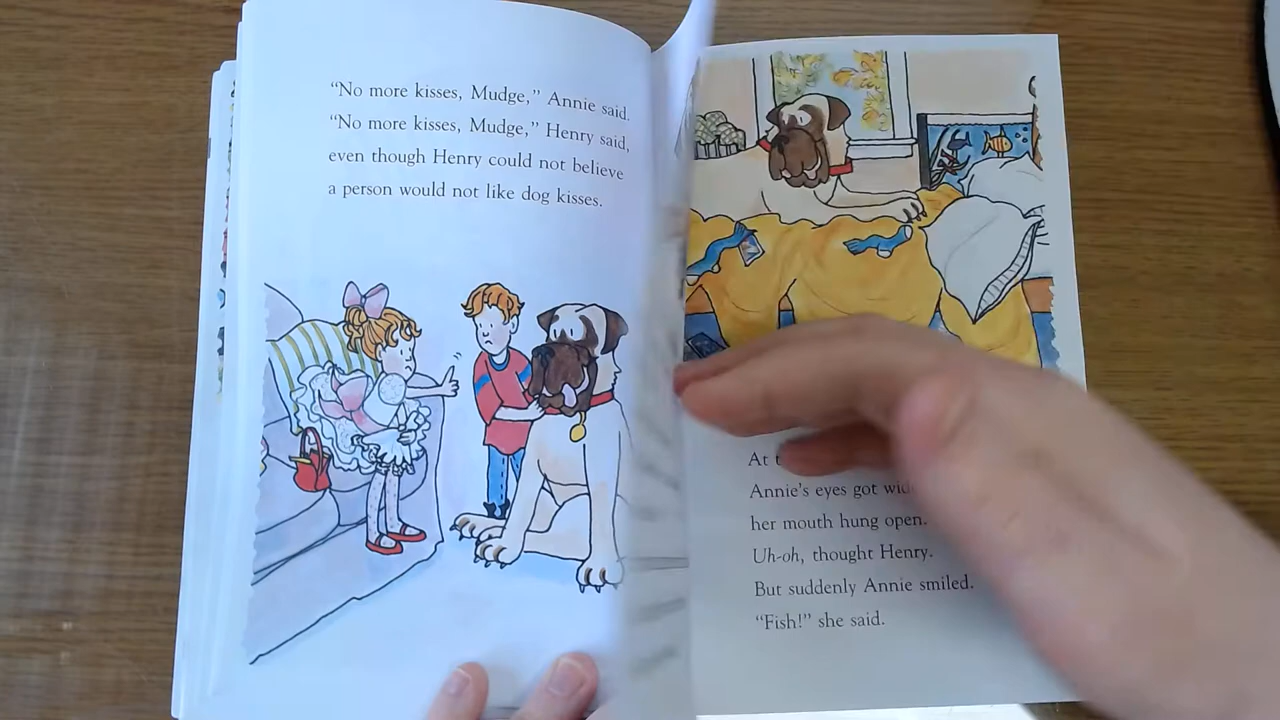 “No more kisses, Mudge,” Annie said.
“No more kisses, Mudge,” Henry said,
even though Henry could not believe
a person would not like dog kisses.
At
Annie’s eyes got
her mouth hung open.
Uh-oh, thought Henry.
But suddenly Annie smiled.
“Fish!” she said.